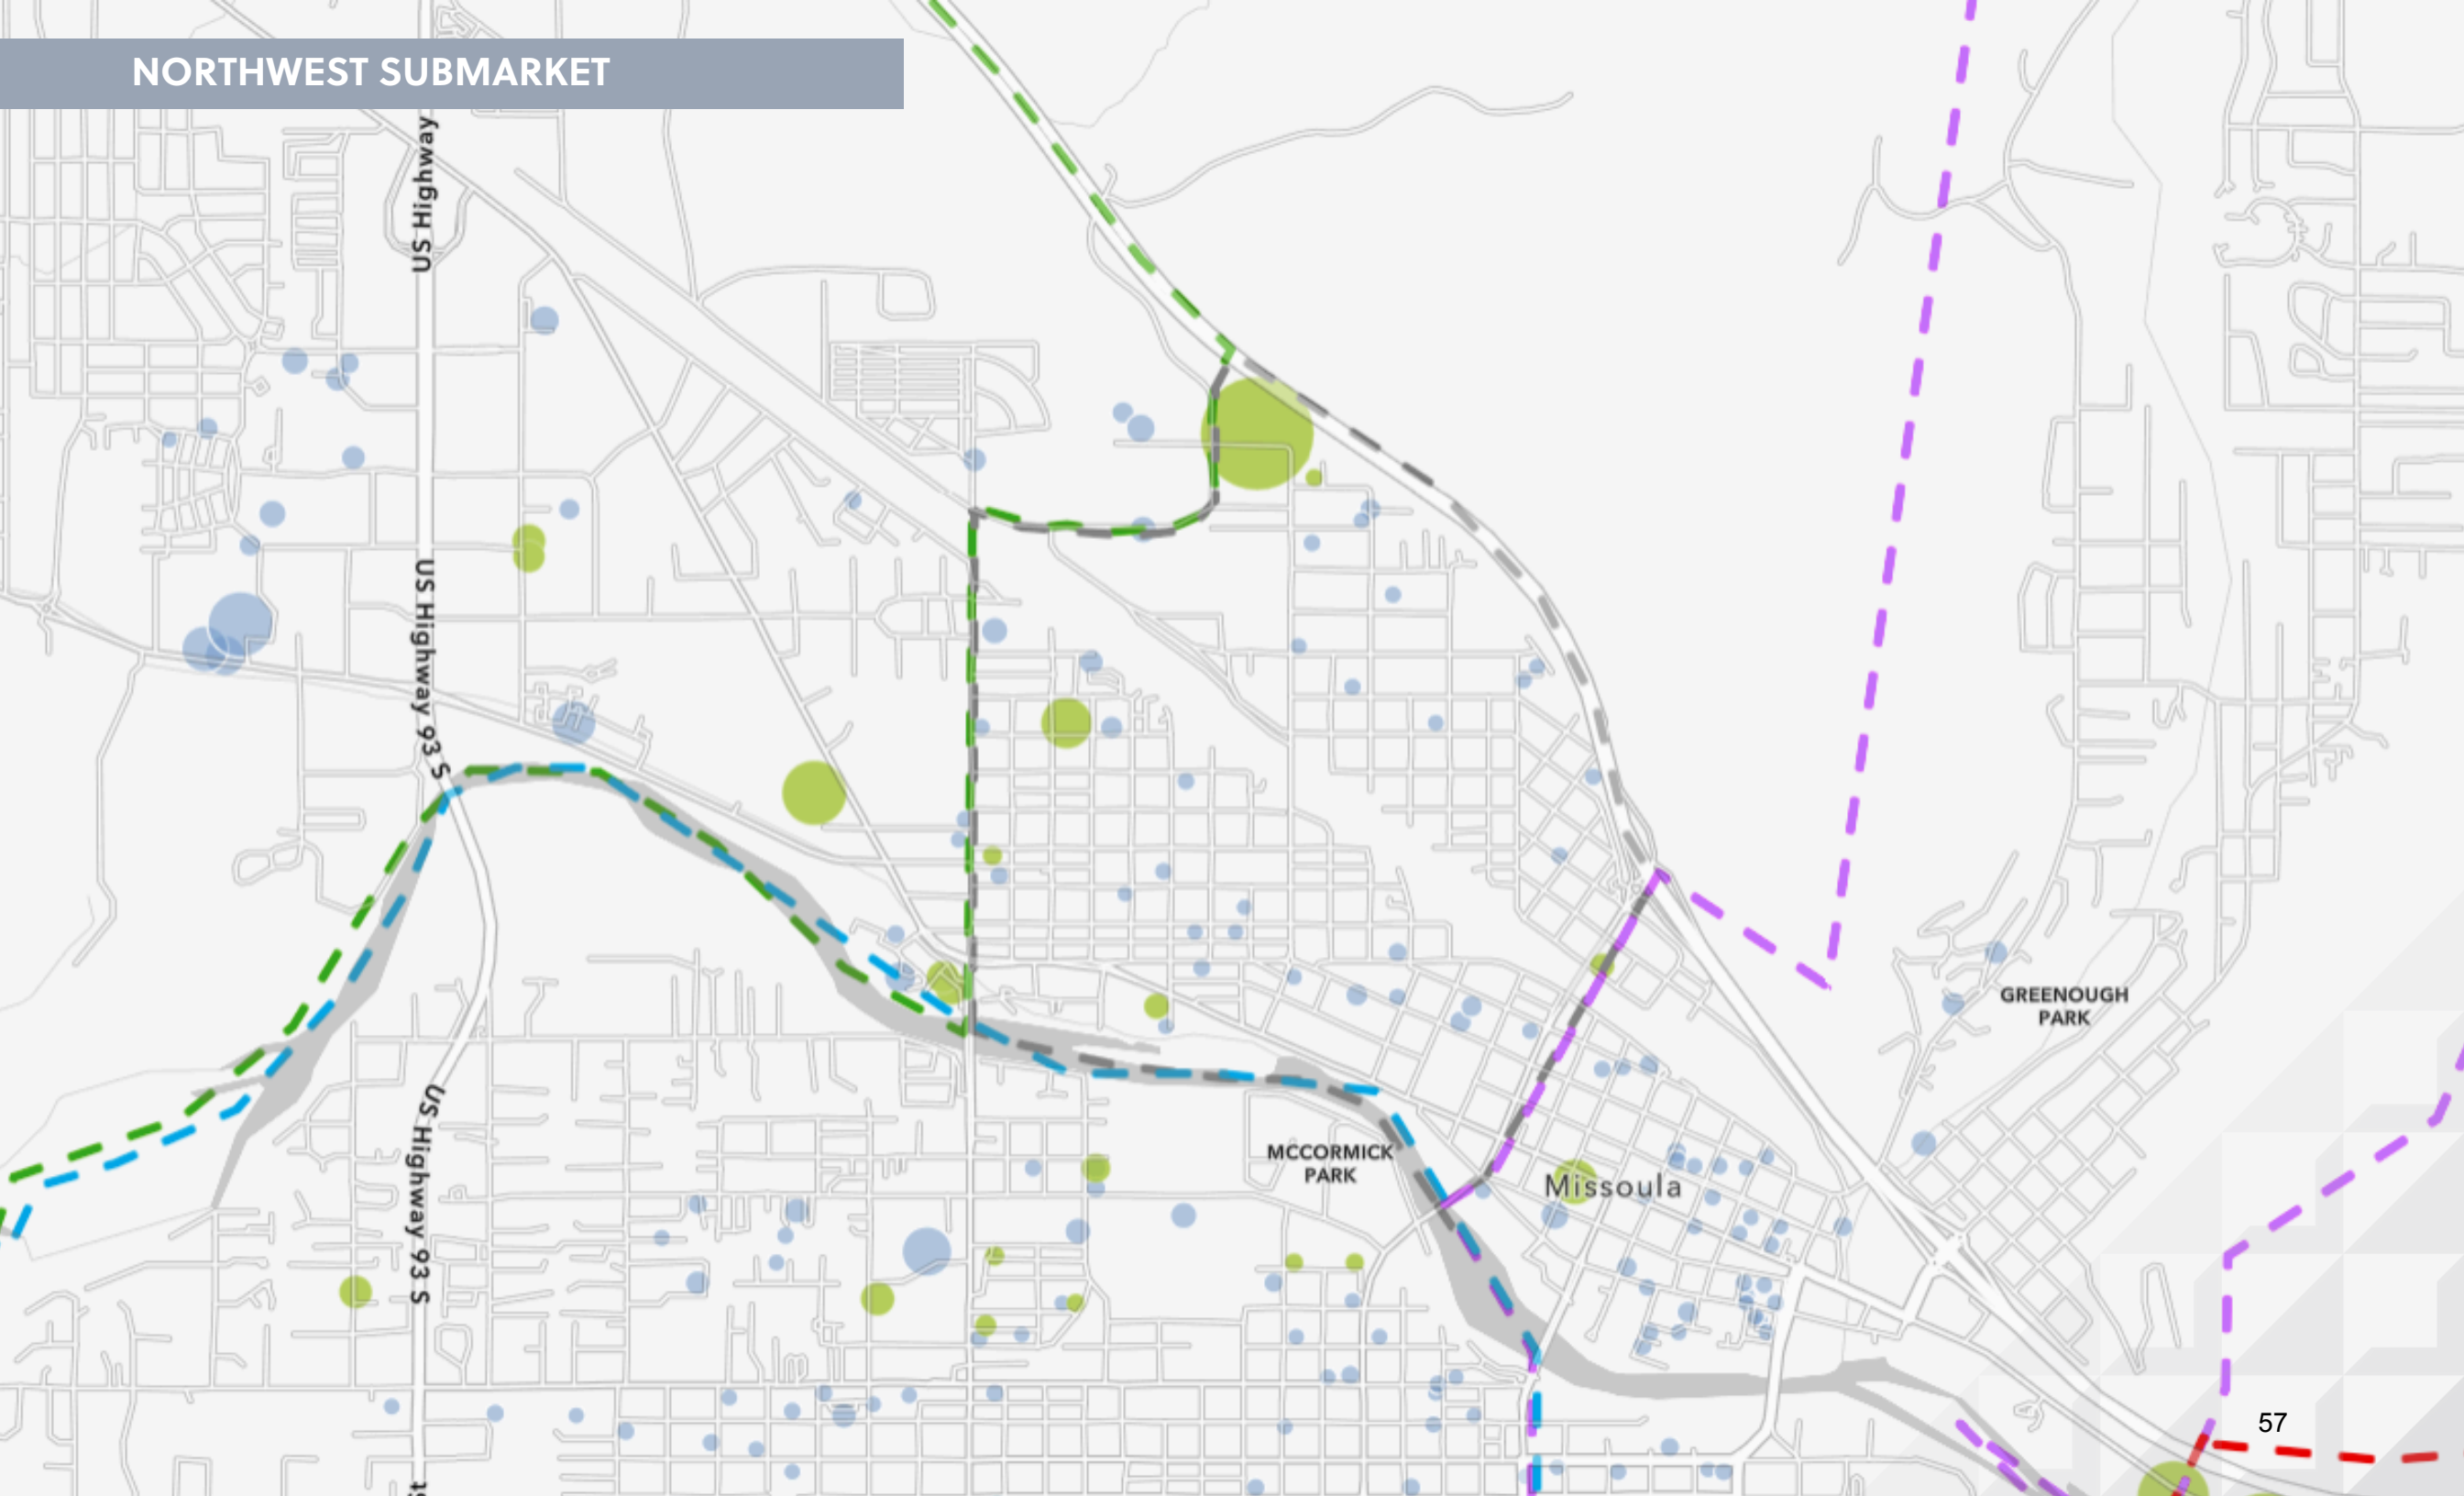 NORTHWEST SUBMARKET
US Highway
US Highway 93 S
GREENOUGH
PARK
US Highway 93 S
MCCORMICK
PARK
Missoula
57